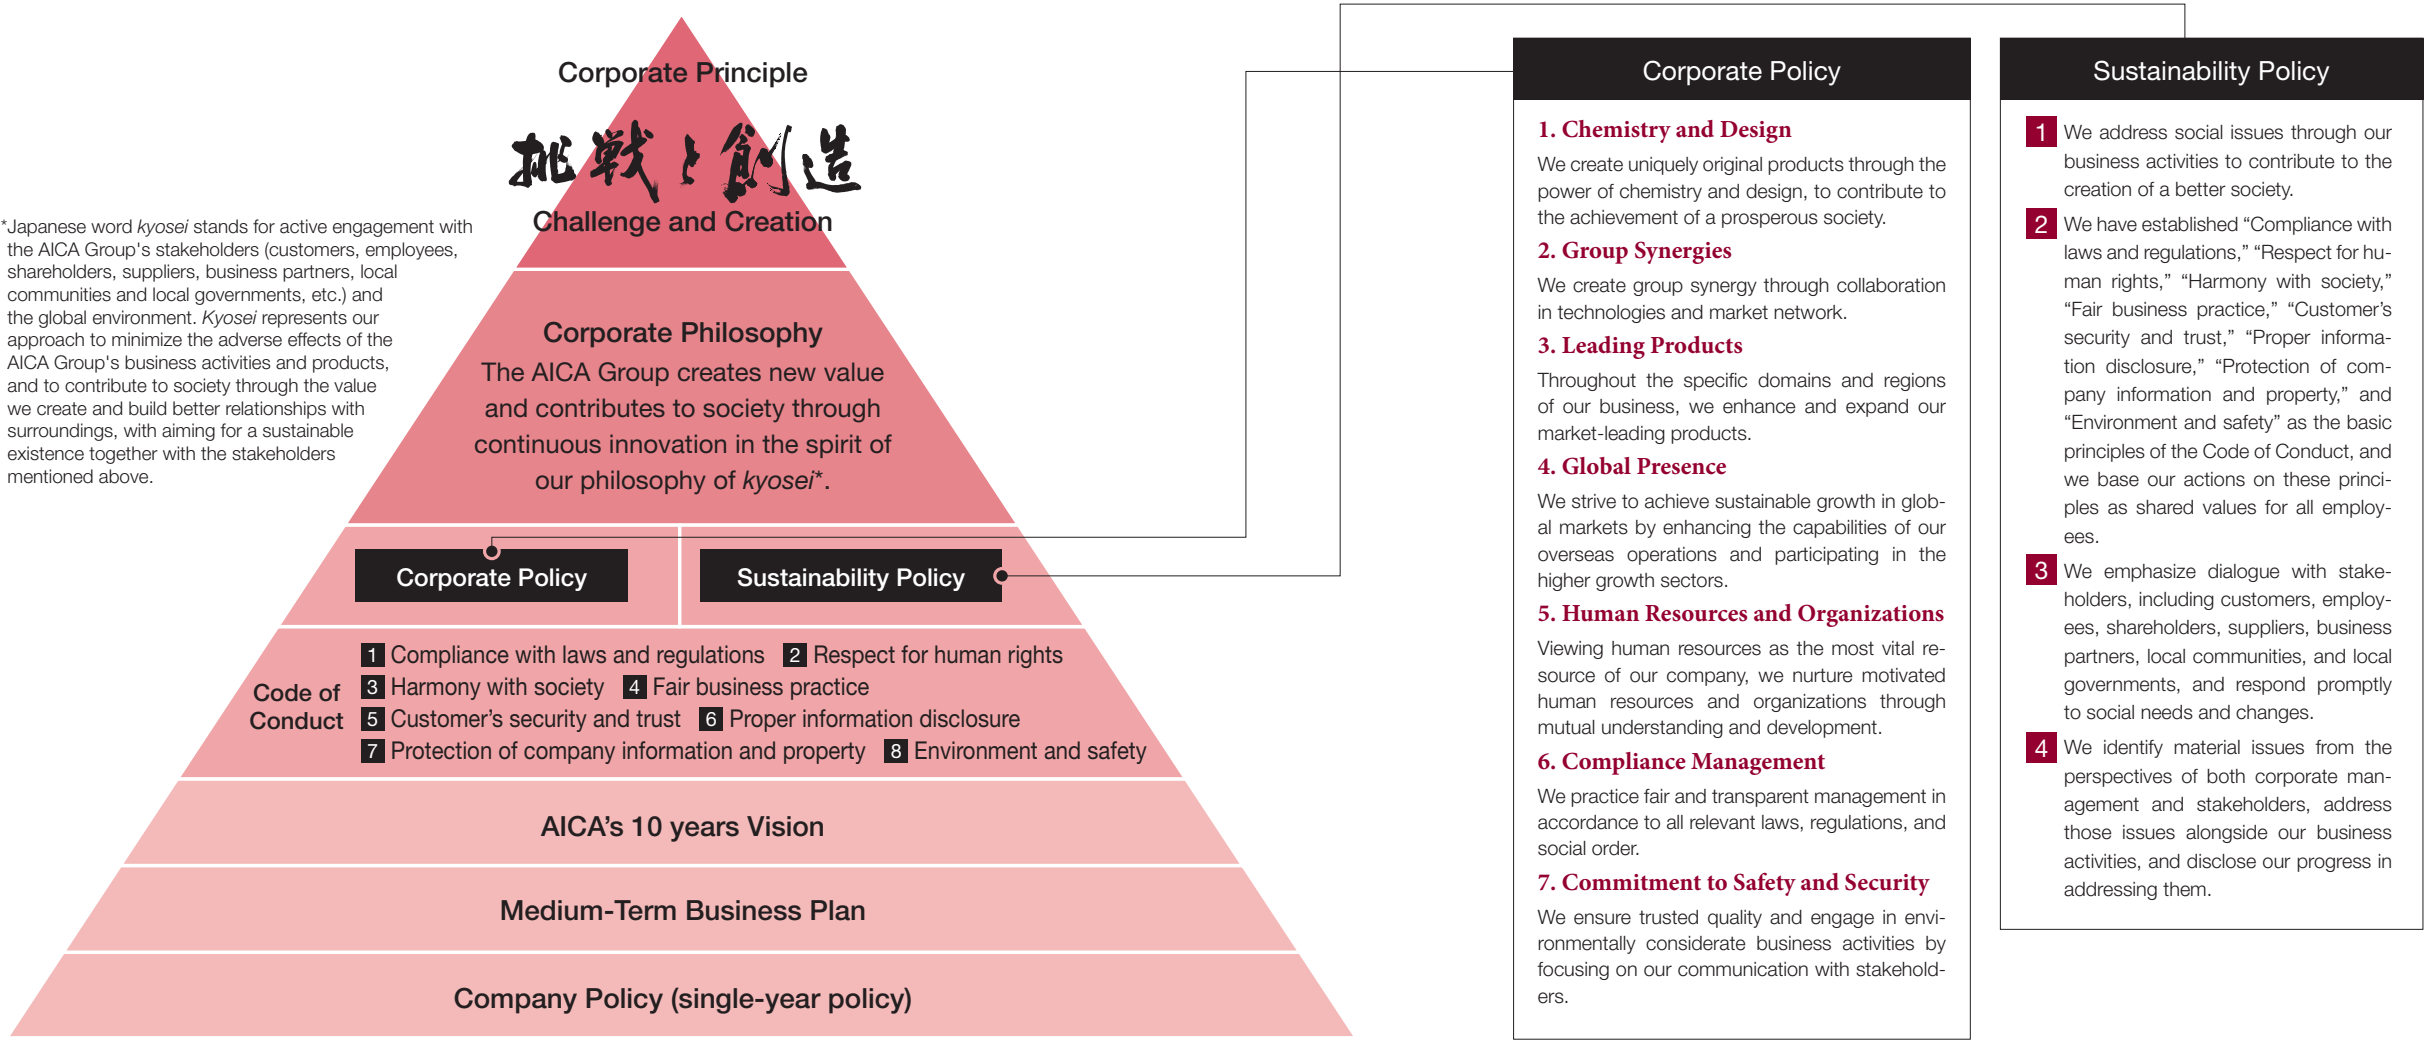 Corporate Principle
挑戦と創造
Challenge and Creation
*Japanese word kyosei stands for active engagement with
the AICA Group's stakeholders (customers, employees,
shareholders, suppliers, business partners, local
communities and local governments, etc.) and
the global environment. Kyosei represents our
approach to minimize the adverse effects of the
AICA Group's business activities and products,
and to contribute to society through the value
we create and build better relationships with
surroundings, with aiming for a sustainable
existence together with the stakeholders
mentioned above.
Corporate Philosophy
The AICA Group creates new value
and contributes to society through
continuous innovation in the spirit of
our philosophy of kyosei*.
Corporate Policy
Sustainability Policy
Code of
Conduct
1 Compliance with laws and regulations 2 Respect for human rights
3 Harmony with society 4 Fair business practice
5 Customer’s security and trust 6 Proper information disclosure
7 Protection of company information and property 8 Environment and safety
AICA’s 10 years Vision
Medium-Term Business Plan
Company Policy (single-year policy)
Corporate Policy
1. Chemistry and Design
We create uniquely original products through the
power of chemistry and design, to contribute to
the achievement of a prosperous society.
2. Group Synergies
We create group synergy through collaboration
in technologies and market network.
3. Leading Products
Throughout the specific domains and regions
of our business, we enhance and expand our
market-leading products.
4. Global Presence
We strive to achieve sustainable growth in glob-
al markets by enhancing the capabilities of our
overseas operations and participating in the
higher growth sectors.
5. Human Resources and Organizations
Viewing human resources as the most vital re-
source of our company, we nurture motivated
human resources and organizations through
mutual understanding and development.
6. Compliance Management
We practice fair and transparent management in
accordance to all relevant laws, regulations, and
social order.
7. Commitment to Safety and Security
We ensure trusted quality and engage in envi-
ronmentally considerate business activities by
focusing on our communication with stakehold-
ers.
Sustainability Policy
1 We address social issues through our
business activities to contribute to the
creation of a better society.
2 We have established “Compliance with
laws and regulations,” “Respect for hu-
man rights,” “Harmony with society,”
“Fair business practice,” “Customer’s
security and trust,” “Proper informa-
tion disclosure,” “Protection of com-
pany information and property,” and
“Environment and safety” as the basic
principles of the Code of Conduct, and
we base our actions on these princi-
ples as shared values for all employ-
ees.
3 We emphasize dialogue with stake-
holders, including customers, employ-
ees, shareholders, suppliers, business
partners, local communities, and local
governments, and respond promptly
to social needs and changes.
4 We identify material issues from the
perspectives of both corporate man-
agement and stakeholders, address
those issues alongside our business
activities, and disclose our progress in
addressing them.